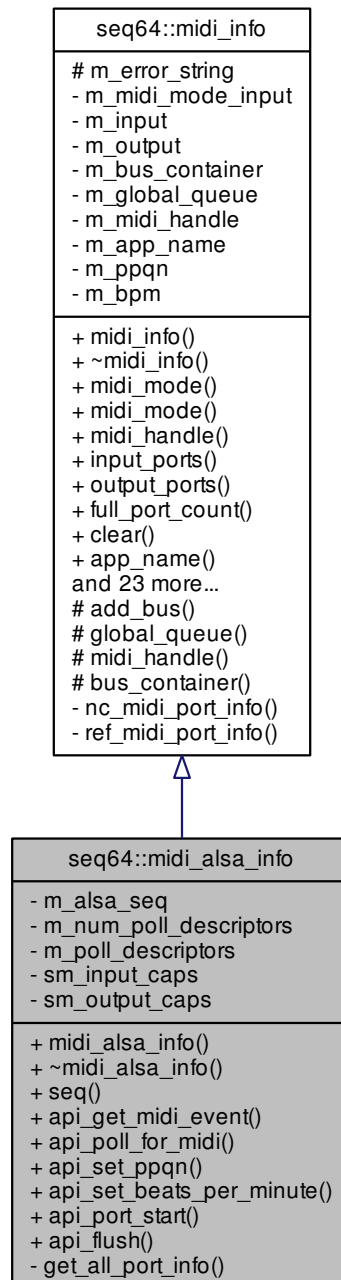 seq64::midi_info
# m_error_string
- m_midi_mode_input
- m_input
- m_output
- m_bus_container
- m_global_queue
- m_midi_handle
- m_app_name
- m_ppqn
- m_bpm
+ midi_info()
+ ~midi_info()
+ midi_mode()
+ midi_mode()
+ midi_handle()
+ input_ports()
+ output_ports()
+ full_port_count()
+ clear()
+ app_name()
and 23 more...
# add_bus()
# global_queue()
# midi_handle()
# bus_container()
- nc_midi_port_info()
- ref_midi_port_info()
seq64::midi_alsa_info
- m_alsa_seq
- m_num_poll_descriptors
- m_poll_descriptors
- sm_input_caps
- sm_output_caps
+ midi_alsa_info()
+ ~midi_alsa_info()
+ seq()
+ api_get_midi_event()
+ api_poll_for_midi()
+ api_set_ppqn()
+ api_set_beats_per_minute()
+ api_port_start()
+ api_flush()
- get_all_port_info()